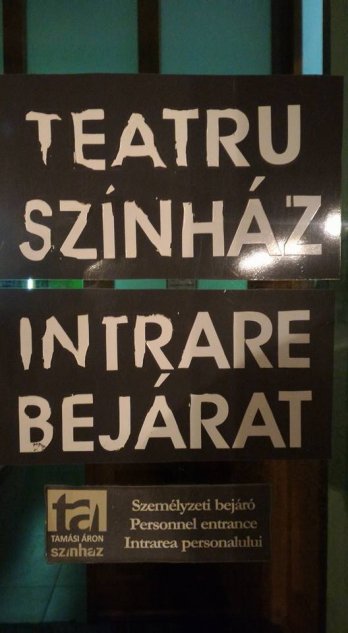 TEATRU
SZÍNHÁZ
INTRARE
BEJÁRAT
ta
TAMÁSI ÁRON
színház
Személyzeti bejáró
Personnel entrance
Intrarea personalului